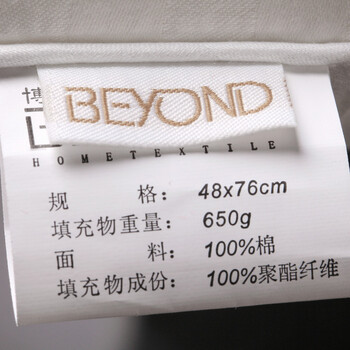 博
BEYOND
HOMETEXTILE
规 格: 48x76cm
填充物重量: 650g
面 料: 100%棉
填充物成份: 100%聚酯纤维